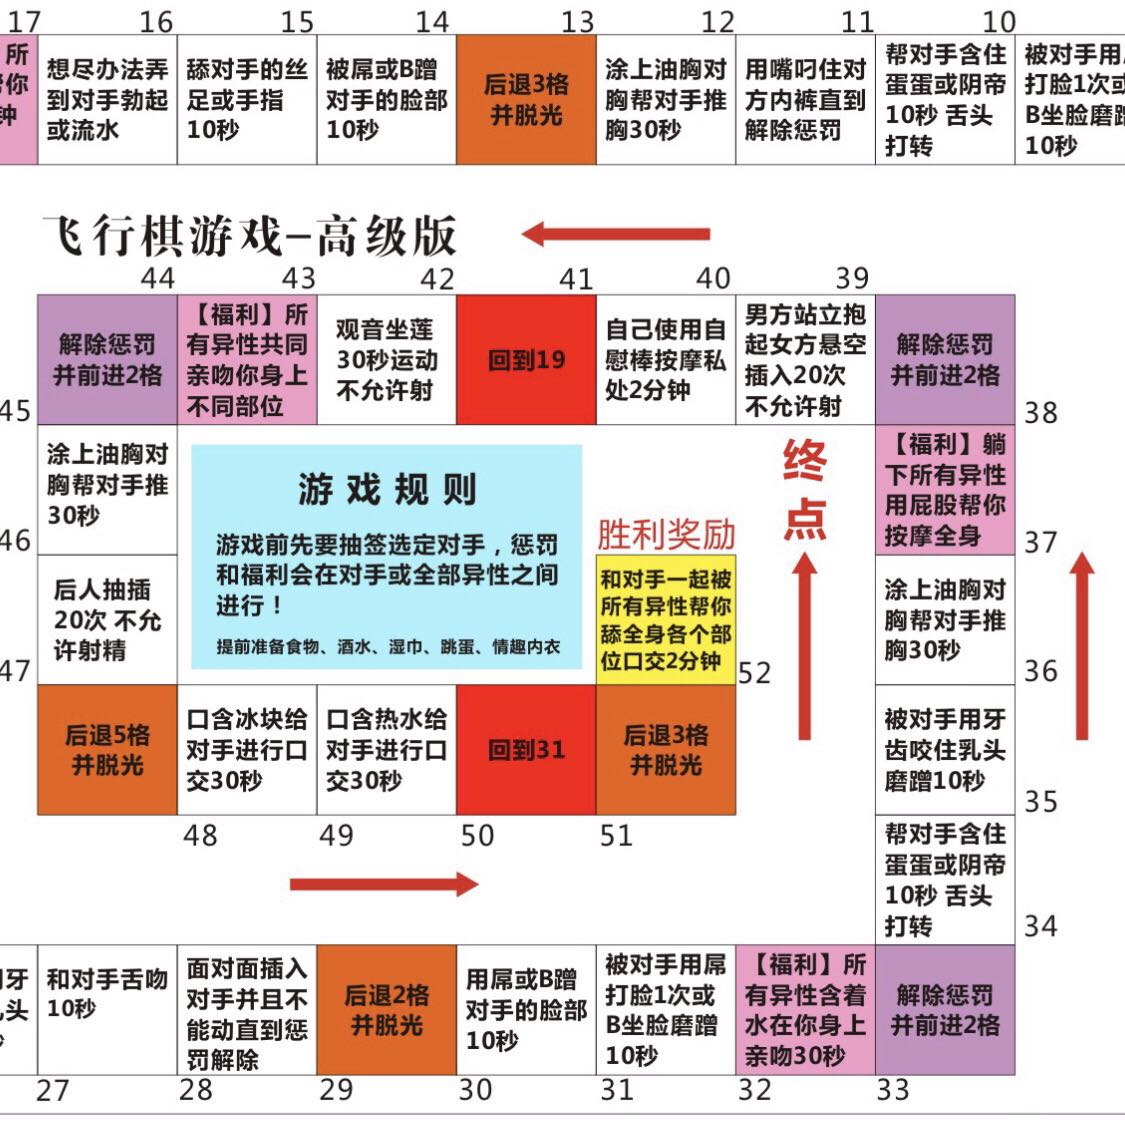 17
16
15
14
13
12
11
10
所
你
钟
想尽办法弄
到对手勃起
或流水
舔对手的丝
足或手指
10秒
被屌或B蹭
对手的脸部
10秒
后退3格
并脱光
涂上油胸对
胸帮对手推
胸30秒
用嘴叼住对
方内裤直到
解除惩罚
帮对手含住
蛋蛋或阴帝
10秒 舌头
打转
被对手用
打脸1次或
B坐脸磨蹭
10秒
飞行棋游戏–高级版
44
43
42
41
40
39
解除惩罚
并前进2格
【福利】所
有异性共同
亲吻你身上
不同部位
观音坐莲
30秒运动
不允许射
回到19
自己使用自
慰棒按摩私
处2分钟
男方站立抱
起女方悬空
插入20次
不允许射
解除惩罚
并前进2格
45
38
涂上油胸对
胸帮对手推
30秒
46
游戏规则
游戏前先要抽签选定对手，惩罚
和福利会在对手或全部异性之间
进行！
提前准备食物、酒水、湿巾、跳蛋、情趣内衣
终
点
【福利】躺
下所有异性
用屁股帮你
按摩全身
37
胜利奖励
和对手一起被
所有异性帮你
舔全身各个部
位口交2分钟
52
后人抽插
20次 不允
许射精
47
涂上油胸对
胸帮对手推
胸30秒
36
后退5格
并脱光
口含冰块给
对手进行口
交30秒
口含热水给
对手进行口
交30秒
回到31
后退3格
并脱光
被对手用牙
齿咬住乳头
磨蹭10秒
35
48
49
50
51
帮对手含住
蛋蛋或阴帝
10秒 舌头
打转
34
牙
头
和对手舌吻
10秒
面对面插入
对手并且不
能动直到惩
罚解除
后退2格
并脱光
用屌或B蹭
对手的脸部
10秒
被对手用屌
打脸1次或
B坐脸磨蹭
10秒
【福利】所
有异性含着
水在你身上
亲吻30秒
解除惩罚
并前进2格
27
28
29
30
31
32
33